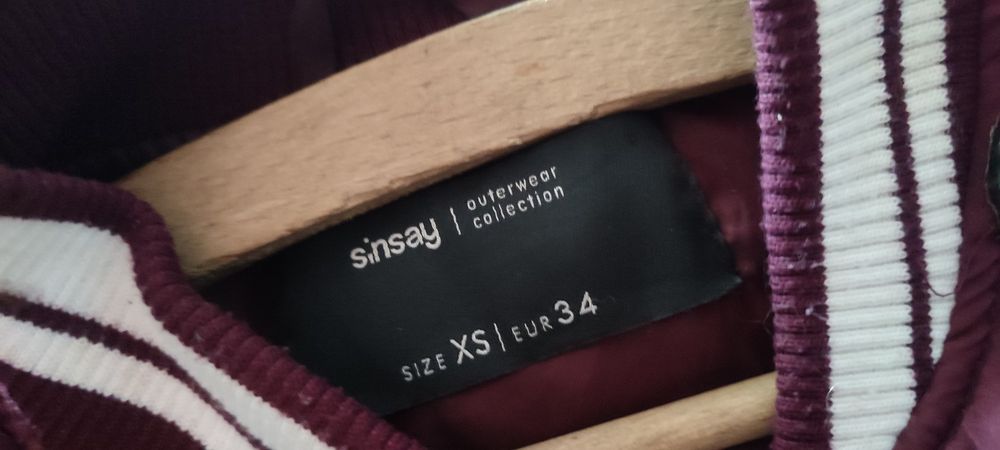 sinsay | outerwear
collection
SIZE XS | EUR 34